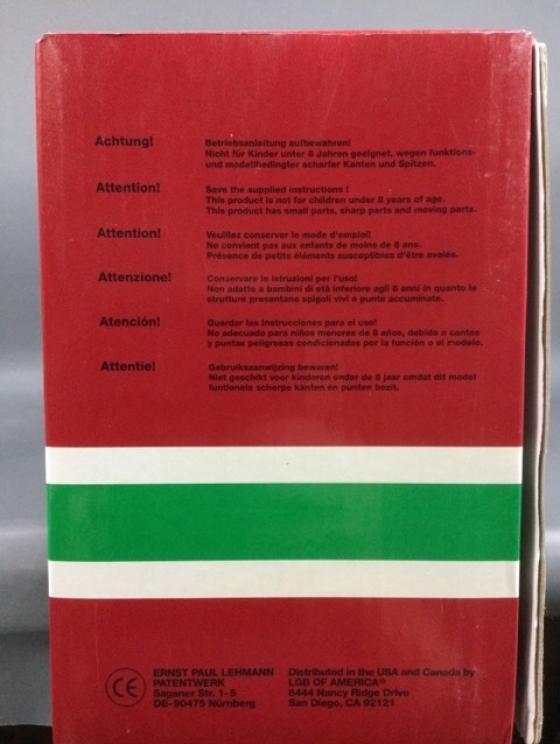 Achtung!
Betriebsanleitung aufbewahren!
Nicht für Kinder unter 8 Jahren geeignet, wegen funktions-
und modellbedingter scharfer Kanten und Spitzen.
Attention!
Save the supplied instructions !
This product is not for children under 8 years of age.
This product has small parts, sharp parts and moving parts.
Attention!
Veuillez conserver le mode d'emploi!
No convient pas aux enfants de moins de 8 ans.
Présence de petits éléments susceptibles d'être avalés.
Attenzione!
Conservare le istruzioni per l'uso!
Non adatto a bambini di età inferiore agli 8 anni in quanto le
strutture presentano spigoli vivi e punte accuminate.
Atención!
Guardar las instrucciones para el uso!
No adecuado para niños menores de 8 años, debido a cantos
y puntas peligrosas condicionadas por la función o el modelo.
Attentie!
Gebruiksaanwijzing bewaren!
Niet geschikt voor kinderen onder de 8 jaar omdat dit model
funtionele scherpe kanten en punten bezit.
CE
ERNST PAUL LEHMANN
PATENTWERK
Saganer Str. 1-5
DE-90475 Nürnberg
Distributed in the USA and Canada by
LGB OF AMERICA®
6444 Nancy Ridge Drive
San Diego, CA 92121